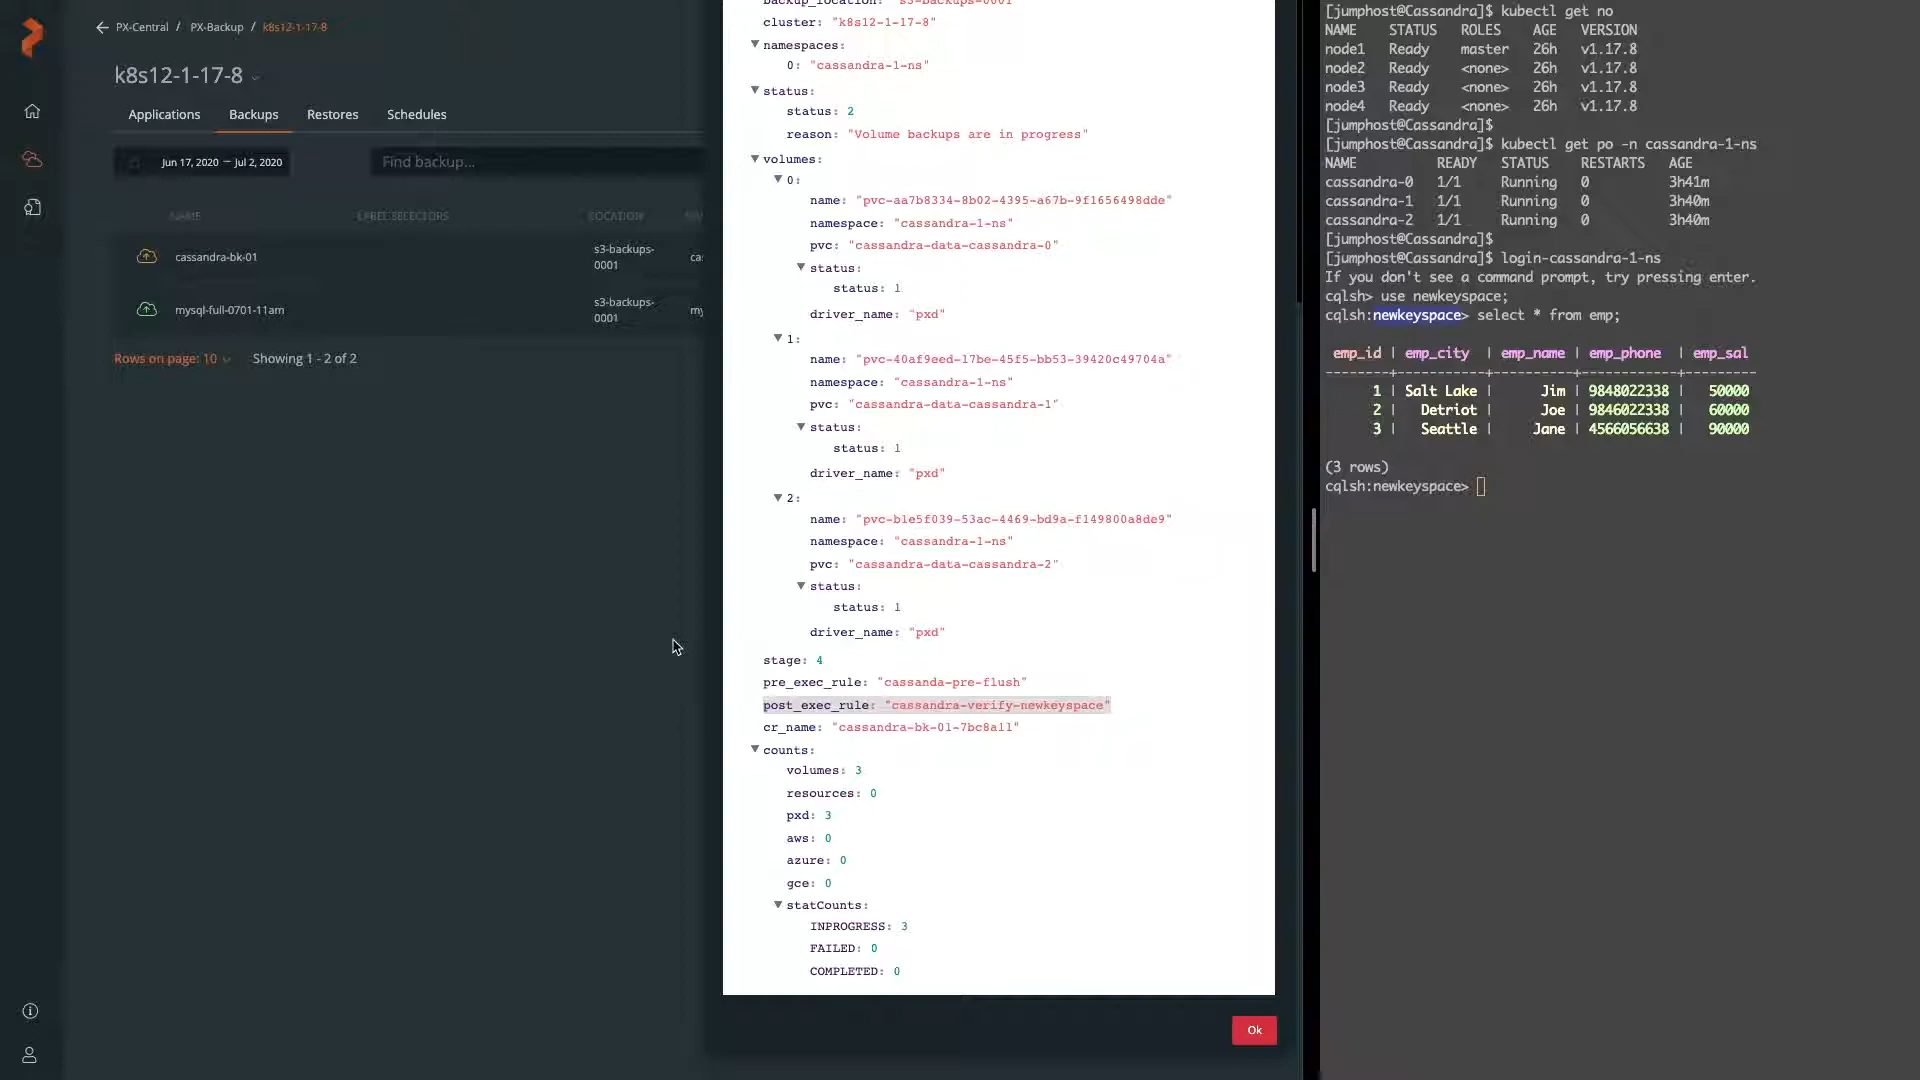 PX-Central / PX-Backup / k8s12-1-17-8
k8s12-1-17-8
Applications Backups Restores Schedules
Jun 17, 2020 — Jul 2, 2020
Find backup...
NAME LABEL SELECTORS LOCATION
cassandra-bk-01 s3-backups-0001 ca
mysql-full-0701-11am s3-backups-0001 my
Rows on page: 10 Showing 1 - 2 of 2
backup_location: "s3-backups-0001"
cluster: "k8s12-1-17-8"
namespaces:
0: "cassandra-1-ns"
status:
status: 2
reason: "Volume backups are in progress"
volumes:
0:
name: "pvc-aa7b8334-8b02-4395-a67b-9f1656498dde"
namespace: "cassandra-1-ns"
pvc: "cassandra-data-cassandra-0"
status:
status: 1
driver_name: "pxd"
1:
name: "pvc-40af9eed-17be-45f5-bb53-39420c49704a"
namespace: "cassandra-1-ns"
pvc: "cassandra-data-cassandra-1"
status:
status: 1
driver_name: "pxd"
2:
name: "pvc-b1e5f039-53ac-4469-bd9a-f149800a8de9"
namespace: "cassandra-1-ns"
pvc: "cassandra-data-cassandra-2"
status:
status: 1
driver_name: "pxd"
stage: 4
pre_exec_rule: "cassanda-pre-flush"
post_exec_rule: "cassandra-verify-newkeyspace"
cr_name: "cassandra-bk-01-7bc8a11"
counts:
volumes: 3
resources: 0
pxd: 3
aws: 0
azure: 0
gce: 0
statCounts:
INPROGRESS: 3
FAILED: 0
COMPLETED: 0
Ok
[jumphost@Cassandra]$ kubectl get no
NAME STATUS ROLES AGE VERSION
node1 Ready master 26h v1.17.8
node2 Ready <none> 26h v1.17.8
node3 Ready <none> 26h v1.17.8
node4 Ready <none> 26h v1.17.8
[jumphost@Cassandra]$
[jumphost@Cassandra]$ kubectl get po -n cassandra-1-ns
NAME READY STATUS RESTARTS AGE
cassandra-0 1/1 Running 0 3h41m
cassandra-1 1/1 Running 0 3h40m
cassandra-2 1/1 Running 0 3h40m
[jumphost@Cassandra]$
[jumphost@Cassandra]$ login-cassandra-1-ns
If you don't see a command prompt, try pressing enter.
cqlsh> use newkeyspace;
cqlsh:newkeyspace> select * from emp;
emp_id | emp_city | emp_name | emp_phone | emp_sal
--------+-----------+----------+------------+---------
1 | Salt Lake | Jim | 9848022338 | 50000
2 | Detriot | Joe | 9846022338 | 60000
3 | Seattle | Jane | 4566056638 | 90000
(3 rows)
cqlsh:newkeyspace>